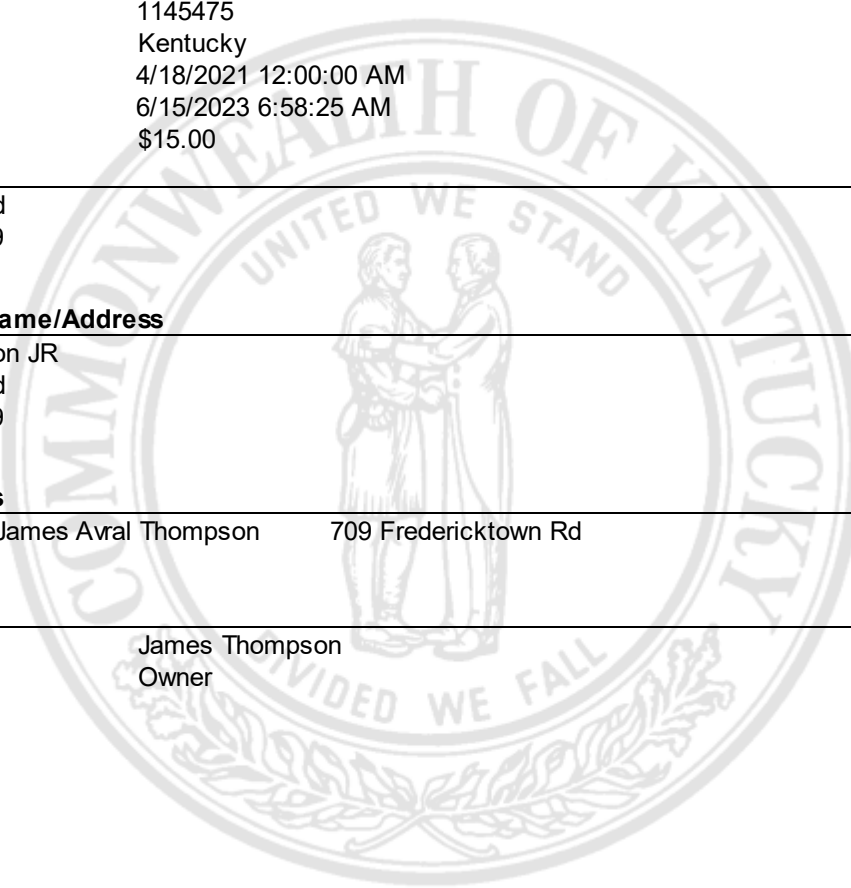 1145475
Kentucky
4/18/2021 12:00:00 AM
6/15/2023 6:58:25 AM
$15.00
d
9
ame/Address
on JR
d
9
s
James Avral Thompson 709 Fredericktown Rd
James Thompson
Owner
COMMONWEALTH OF KENTUCKY
UNITED WE STAND
DIVIDED WE FALL